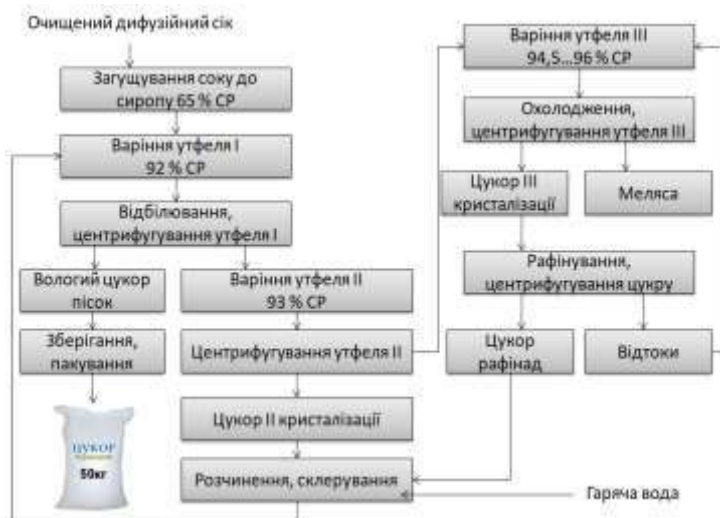 Очищений дифузійний сік
Загущування соку до
сиропу 65 % СР
Варіння утфеля І
92 % СР
Відбілювання,
центрифугування утфеля І
Вологий цукор
пісок
Зберігання,
пакування
ЦУКОР
50кг
Варіння утфеля ІІ
93 % СР
Центрифугування утфеля ІІ
Цукор ІІ кристалізації
Розчинення, склерування
Варіння утфеля ІІІ
94,5...96 % СР
Охолодження,
центрифугування утфеля ІІІ
Цукор ІІІ
кристалізації
Меляса
Рафінування,
центрифугування цукру
Цукор
рафінад
Відтоки
Гаряча вода